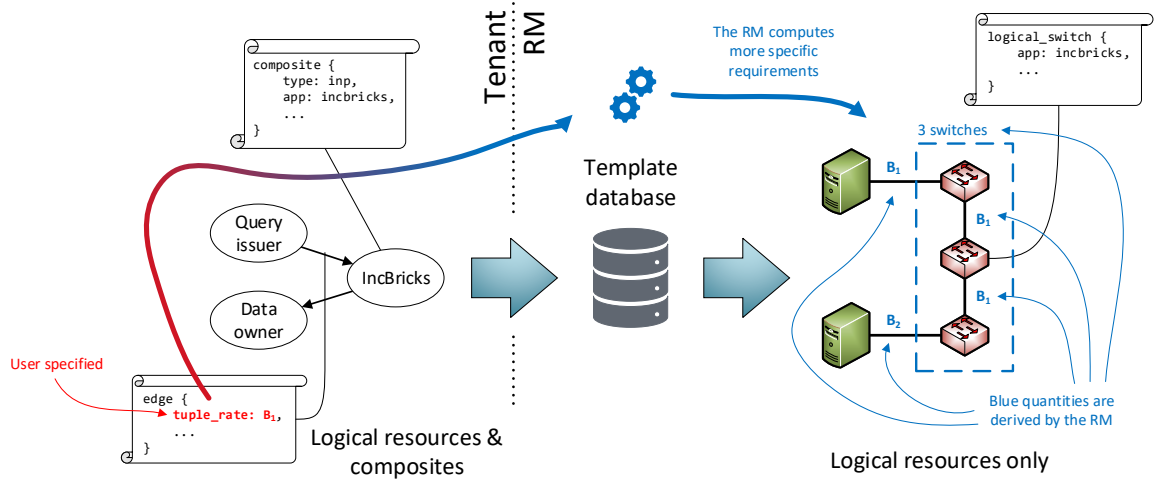 composite {
type: inp,
app: incbricks,
...
}
Tenant
RM
The RM computes
more specific
requirements
logical_switch {
app: incbricks,
...
}
3 switches
Template
database
B1
B1
Query
issuer
IncBricks
Data
owner
B1
B2
User specified
edge {
tuple_rate: B1,
...
}
Blue quantities are
derived by the RM
Logical resources &
composites
Logical resources only